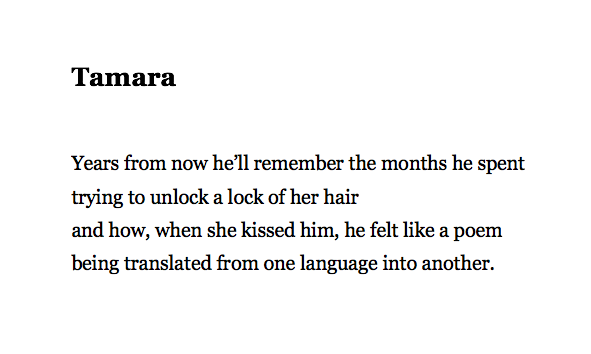 Tamara
Years from now he’ll remember the months he spent
trying to unlock a lock of her hair
and how, when she kissed him, he felt like a poem
being translated from one language into another.